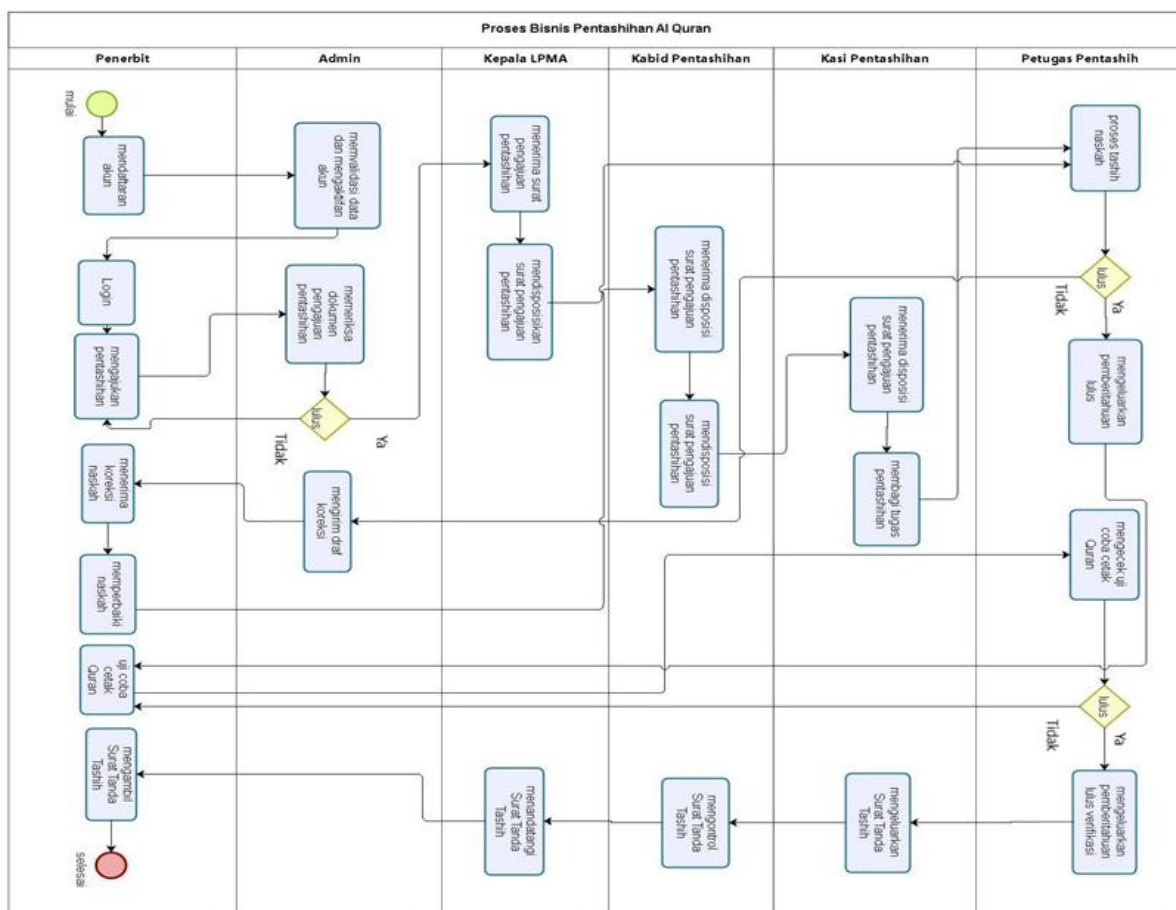 Proses Bisnis Pentashihan Al Quran
Penerbit
Admin
Kepala LPMA
Kabid Pentashihan
Kasi Pentashihan
Petugas Pentashih
mulai
mendaftaran
akun
Login
mengajukan
pentashihan
menerima
koreksi
naskah
memperbaiki
naskah
uji coba
cetak
Quran
mengambil
Surat Tanda
Tashih
selesai
memvalidasi data
dan mengaktifan
akun
memeriksa
dokumen
pengajuan
pentashihan
lulus
Ya
Tidak
mengirim draf
koreksi
menerima surat
pengajuan
pentashihan
mendisposisikan
surat pengajuan
pentashihan
menandatangi
Surat Tanda
Tashih
menerima disposisi
surat pengajuan
pentashihan
mendisposisi
surat pengajuan
pentashihan
mengontrol
Surat Tanda
Tashih
menerima disposisi
surat pengajuan
pentashihan
membagi tugas
pentashihan
mengeluarkan
Surat Tanda
Tashih
proses tashih
naskah
lulus
Ya
Tidak
mengeluarkan
pemberitahuan
lulus
mengecek uji
coba cetak
Quran
lulus
Ya
Tidak
mengeluarkan
pemberitahuan
lulus verifikasi